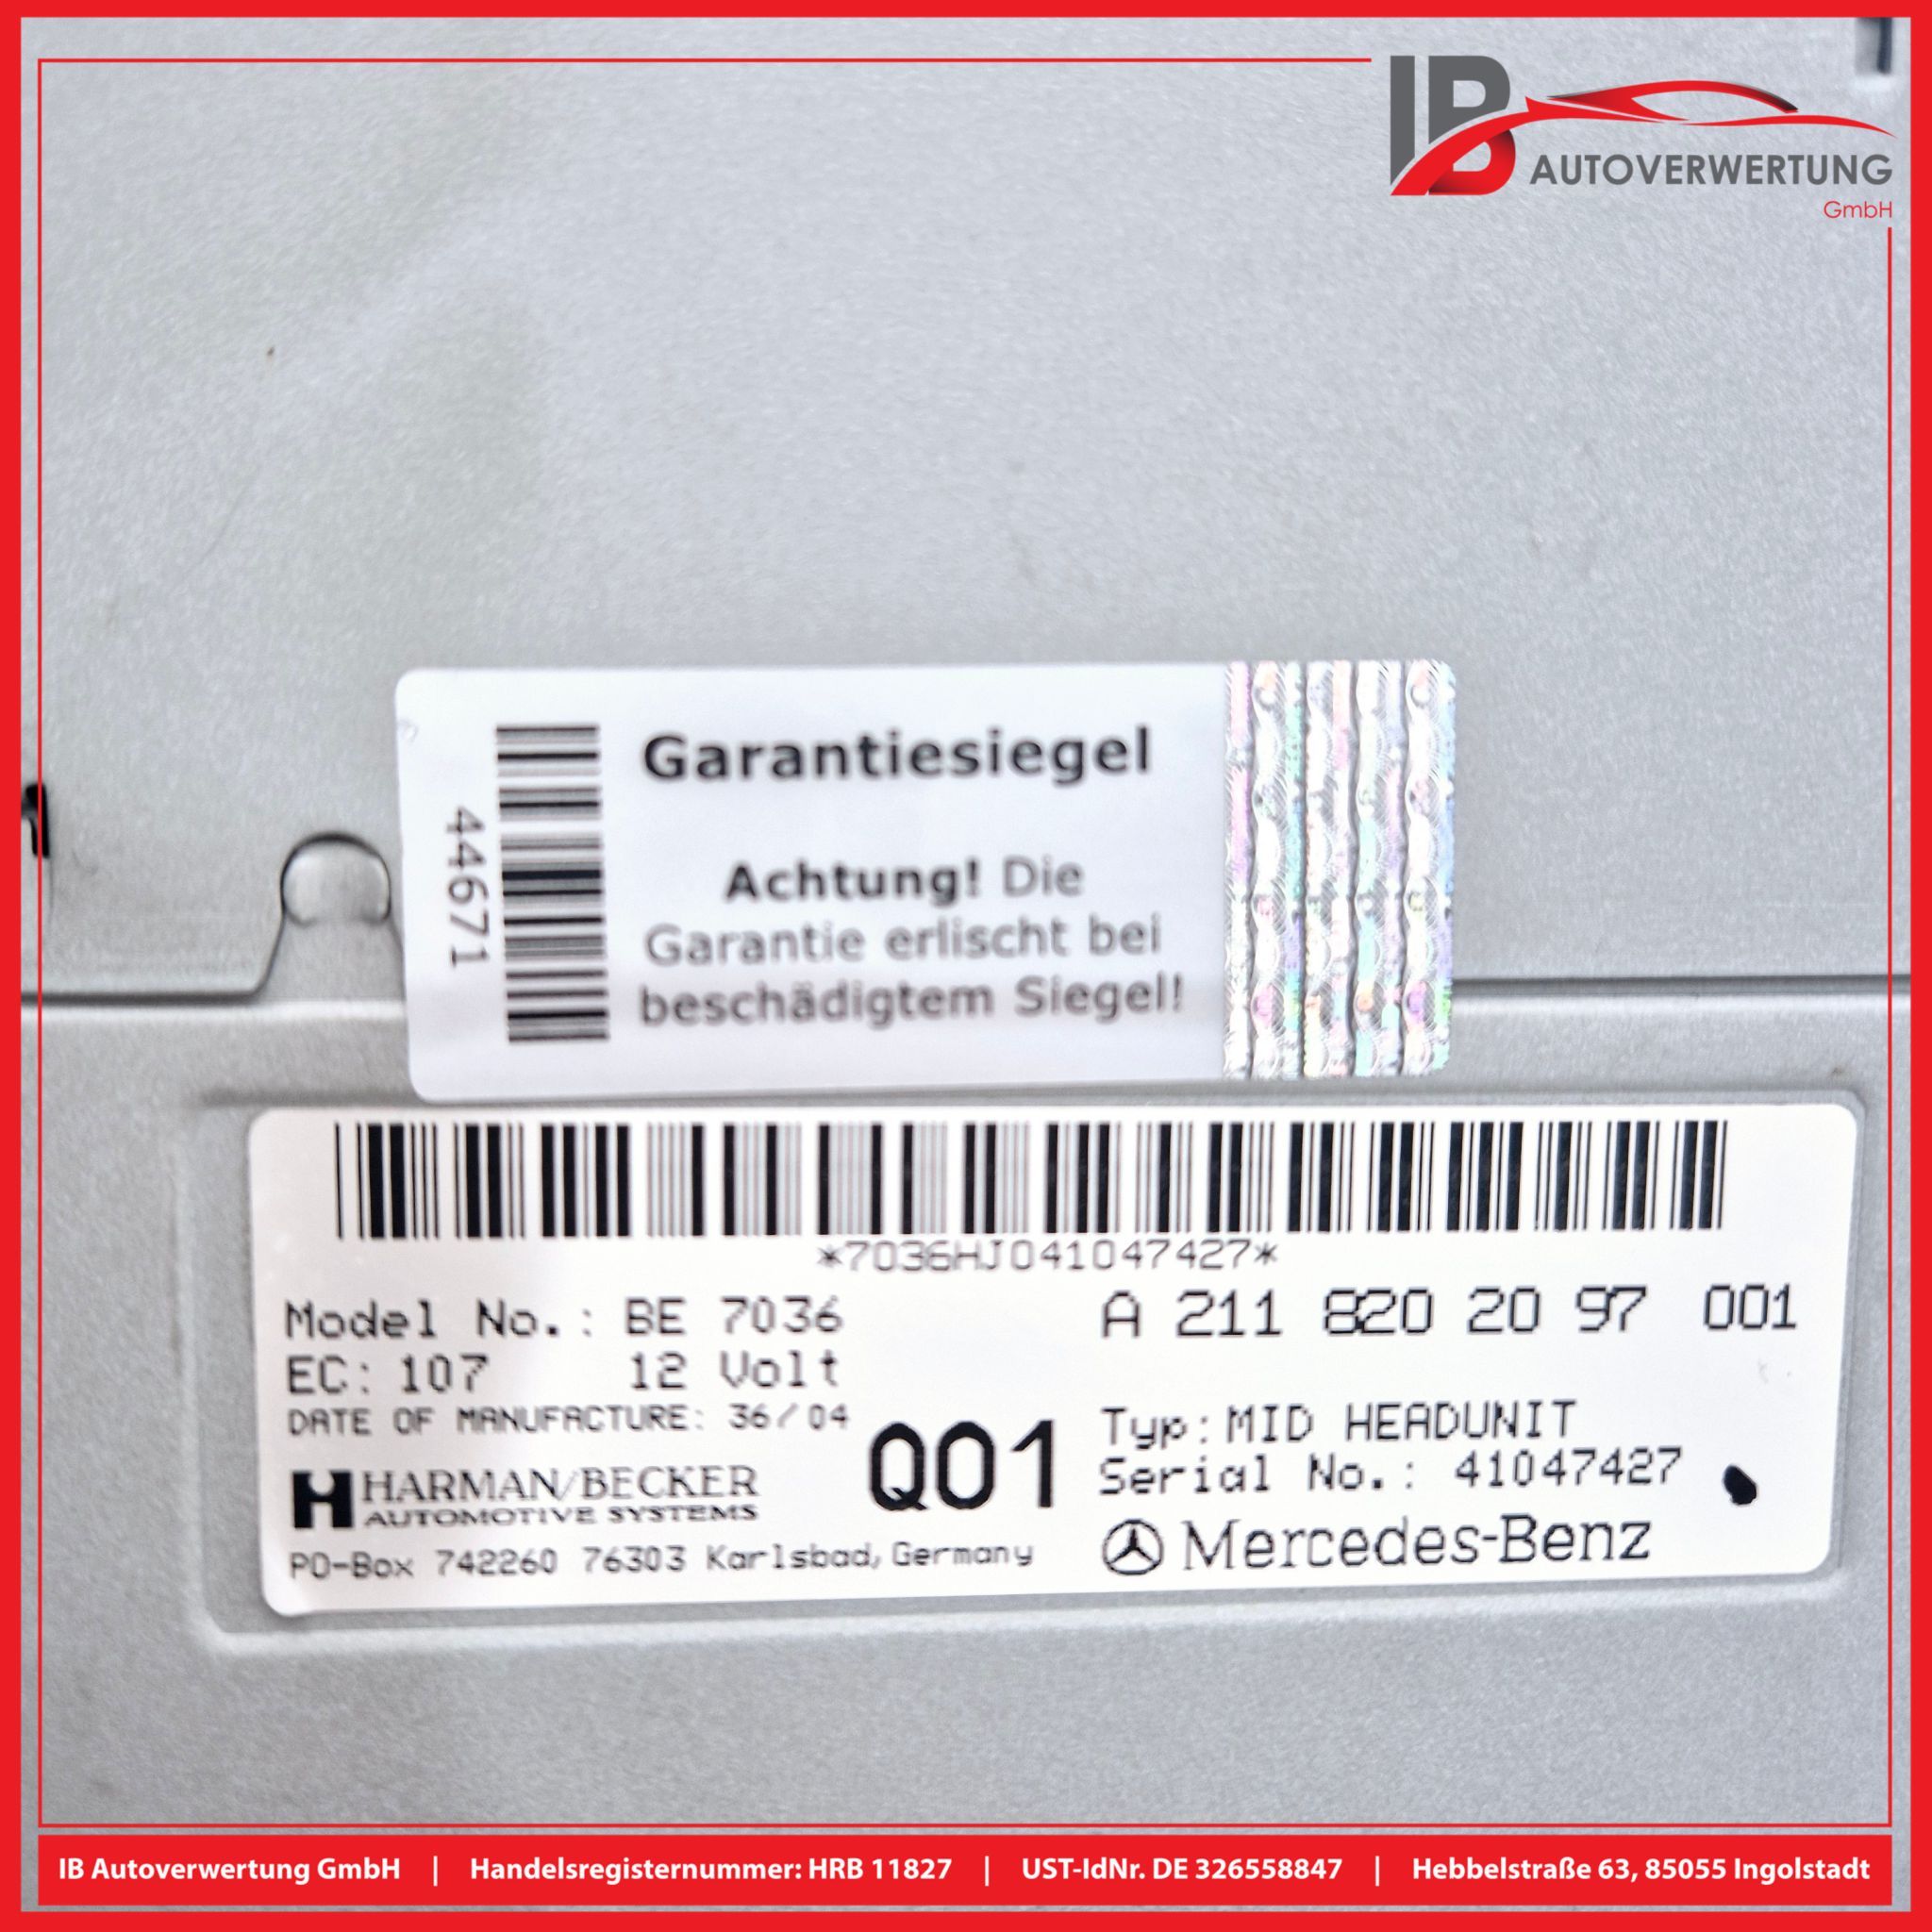 IB
AUTOVERWERTUNG
GmbH
Garantiesiegel
44671
Achtung! Die
Garantie erlischt bei
beschädigtem Siegel!
*7036HJ041047427*
Model No.: BE 7036
A 211 820 20 97 001
EC: 107 12 Volt
DATE OF MANUFACTURE: 36/04
Q01
Typ: MID HEADUNIT
Serial No.: 41047427
HARMAN/BECKER
AUTOMOTIVE SYSTEMS
PO-Box 742260 76303 Karlsbad, Germany
Mercedes-Benz
IB Autoverwertung GmbH | Handelsregisternummer: HRB 11827 | UST-IdNr. DE 326558847 | Hebbelstraße 63, 85055 Ingolstadt